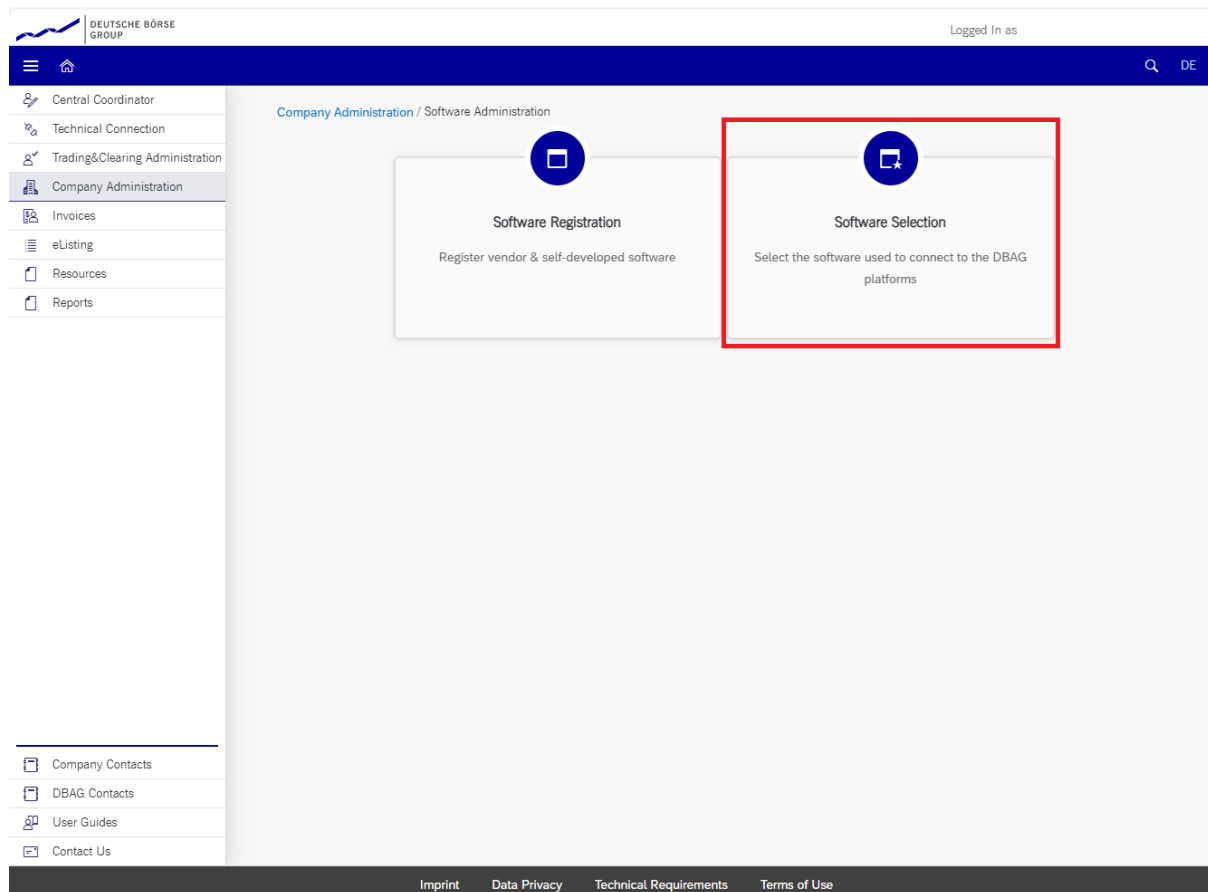 DEUTSCHE BÖRSE
GROUP
Logged In as
DE
Central Coordinator
Technical Connection
Trading&Clearing Administration
Company Administration
Invoices
eListing
Resources
Reports
Company Administration / Software Administration
Software Registration
Register vendor & self-developed software
Software Selection
Select the software used to connect to the DBAG
platforms
Company Contacts
DBAG Contacts
User Guides
Contact Us
Imprint Data Privacy Technical Requirements Terms of Use